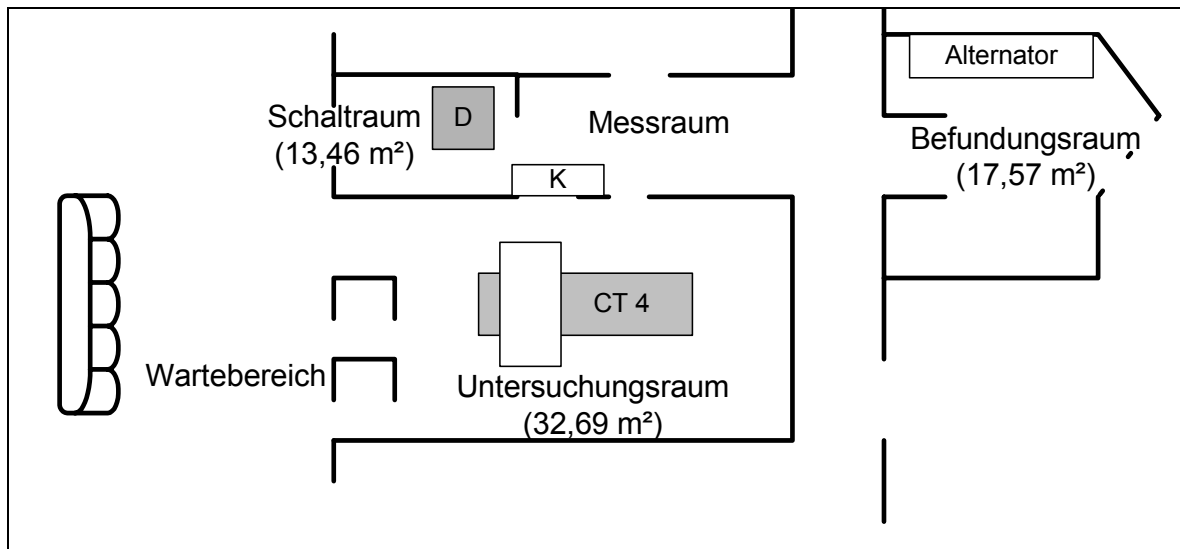 Alternator
Schaltraum
(13,46 m²)
D
Messraum
Befundungsraum
(17,57 m²)
K
CT 4
Wartebereich
Untersuchungsraum
(32,69 m²)